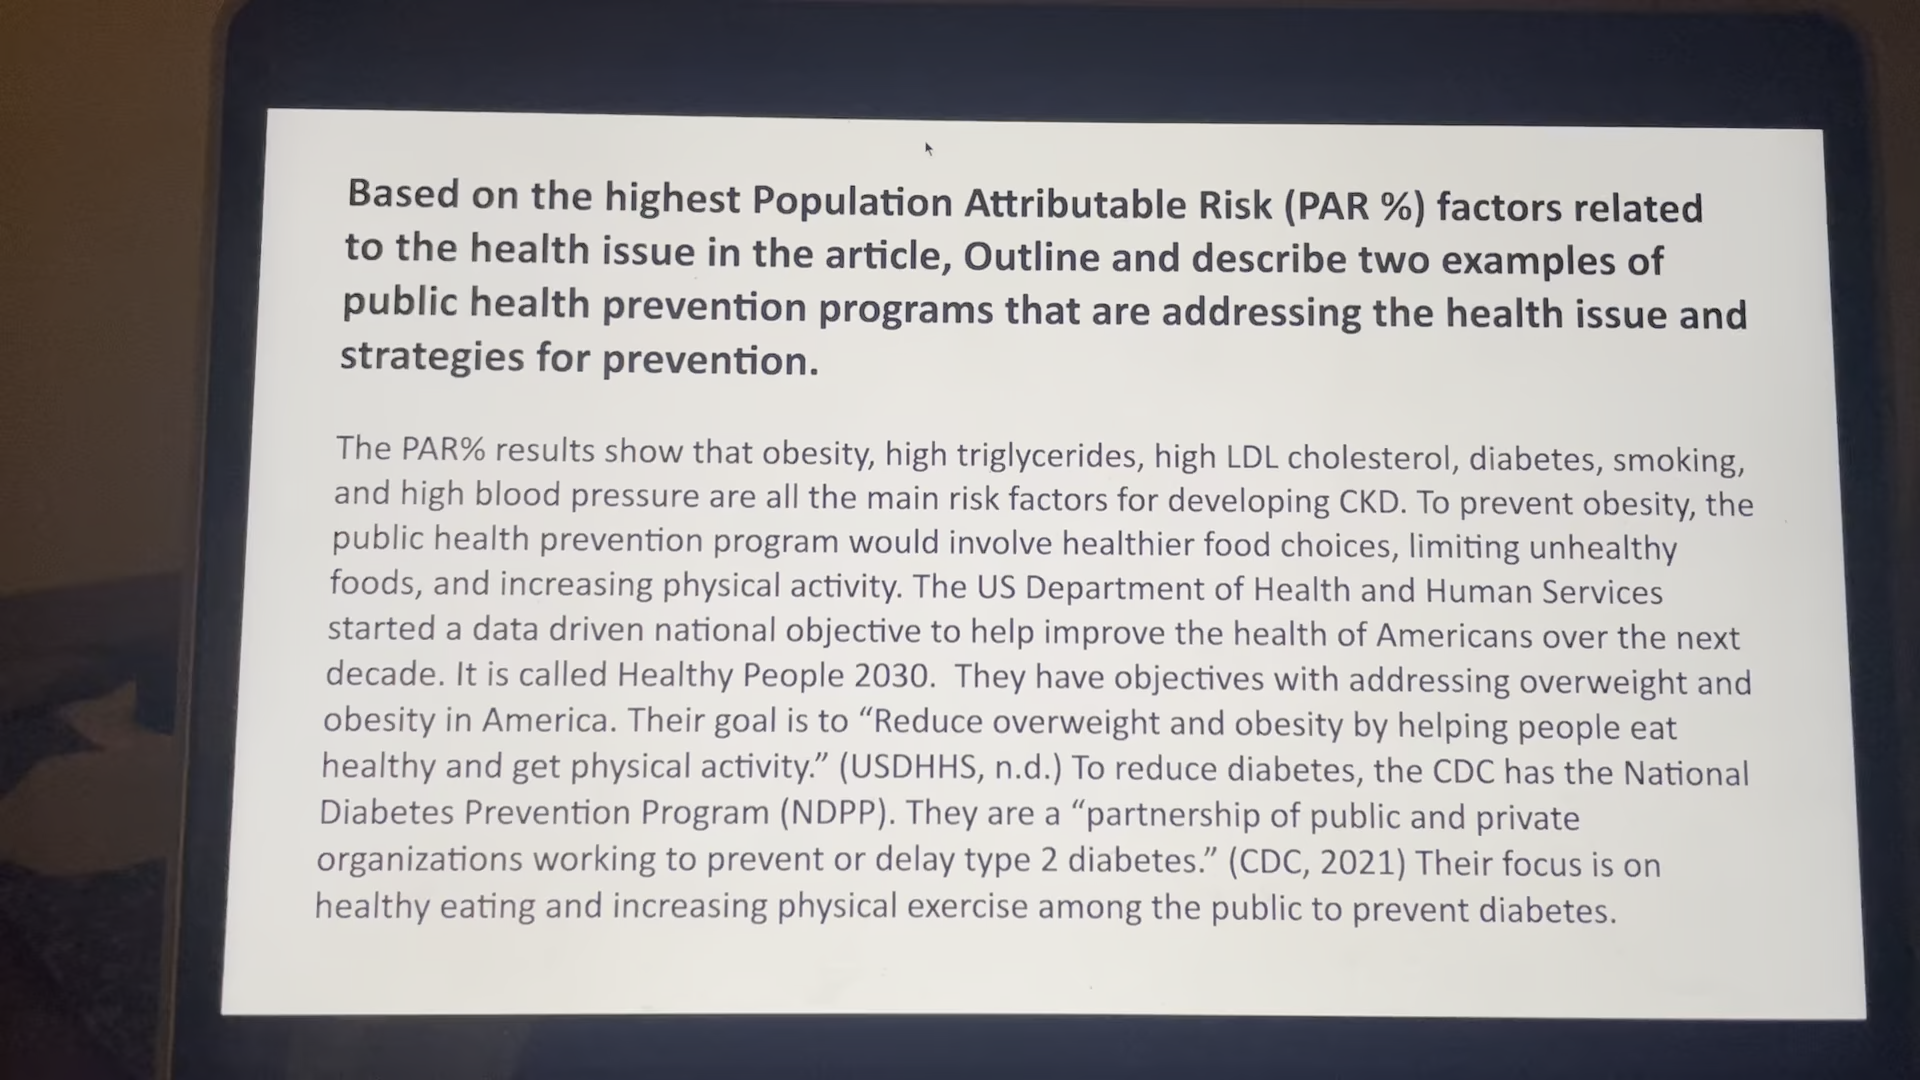 Based on the highest Population Attributable Risk (PAR %) factors related
to the health issue in the article, Outline and describe two examples of
public health prevention programs that are addressing the health issue and
strategies for prevention.
The PAR% results show that obesity, high triglycerides, high LDL cholesterol, diabetes, smoking,
and high blood pressure are all the main risk factors for developing CKD. To prevent obesity, the
public health prevention program would involve healthier food choices, limiting unhealthy
foods, and increasing physical activity. The US Department of Health and Human Services
started a data driven national objective to help improve the health of Americans over the next
decade. It is called Healthy People 2030.  They have objectives with addressing overweight and
obesity in America. Their goal is to “Reduce overweight and obesity by helping people eat
healthy and get physical activity.” (USDHHS, n.d.) To reduce diabetes, the CDC has the National
Diabetes Prevention Program (NDPP). They are a “partnership of public and private
organizations working to prevent or delay type 2 diabetes.” (CDC, 2021) Their focus is on
healthy eating and increasing physical exercise among the public to prevent diabetes.